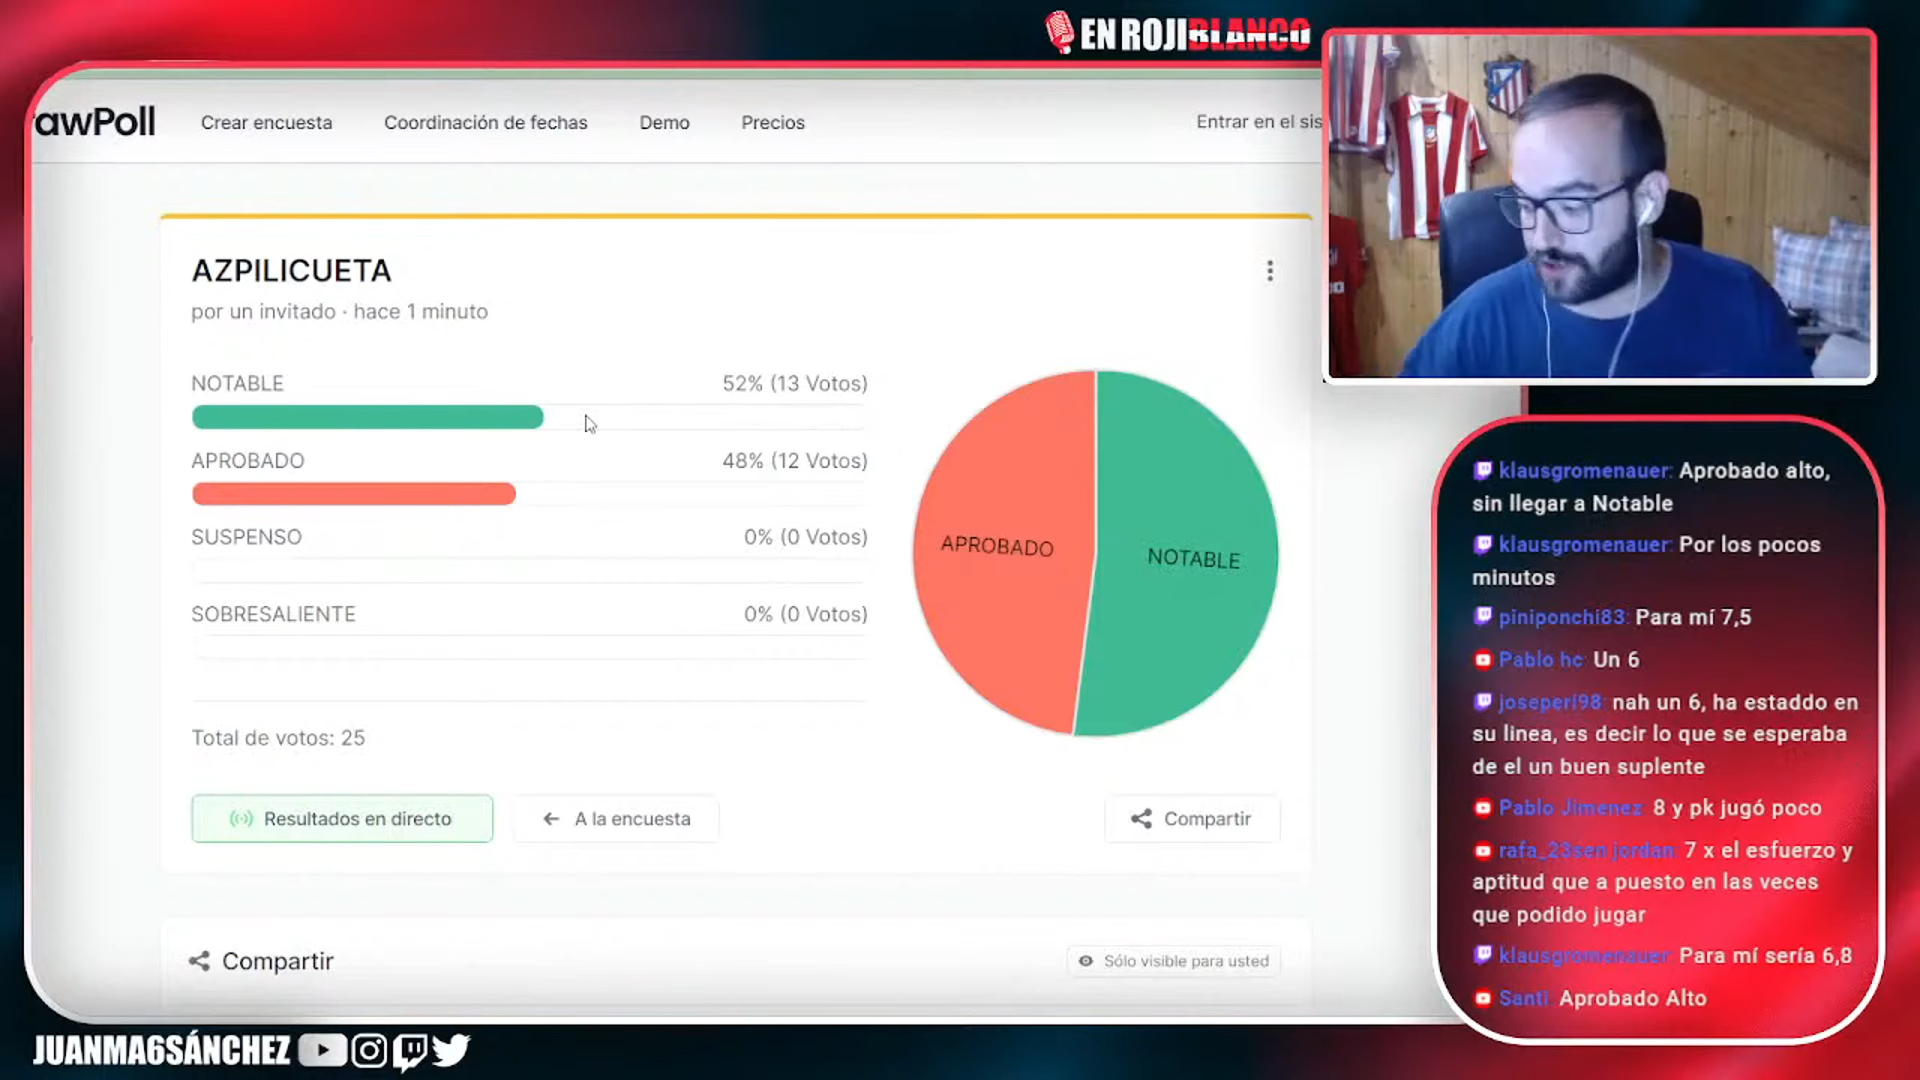 EN ROJIBLANCO
awPoll
Crear encuesta
Coordinación de fechas
Demo
Precios
Entrar en el sis
AZPILICUETA
por un invitado · hace 1 minuto
NOTABLE
52% (13 Votos)
APROBADO
48% (12 Votos)
SUSPENSO
0% (0 Votos)
SOBRESALIENTE
0% (0 Votos)
Total de votos: 25
APROBADO
NOTABLE
Resultados en directo
A la encuesta
Compartir
Compartir
Sólo visible para usted
klausgromenauer: Aprobado alto,
sin llegar a Notable
klausgromenauer: Por los pocos
minutos
piniponchi83: Para mí 7,5
Pablo hc: Un 6
joseperi98: nah un 6, ha estaddo en
su linea, es decir lo que se esperaba
de el un buen suplente
Pablo Jimenez: 8 y pk jugó poco
rafa_23sen jordan: 7 x el esfuerzo y
aptitud que a puesto en las veces
que podido jugar
klausgromenauer: Para mí sería 6,8
Santi: Aprobado Alto
JUANMA6SÁNCHEZ